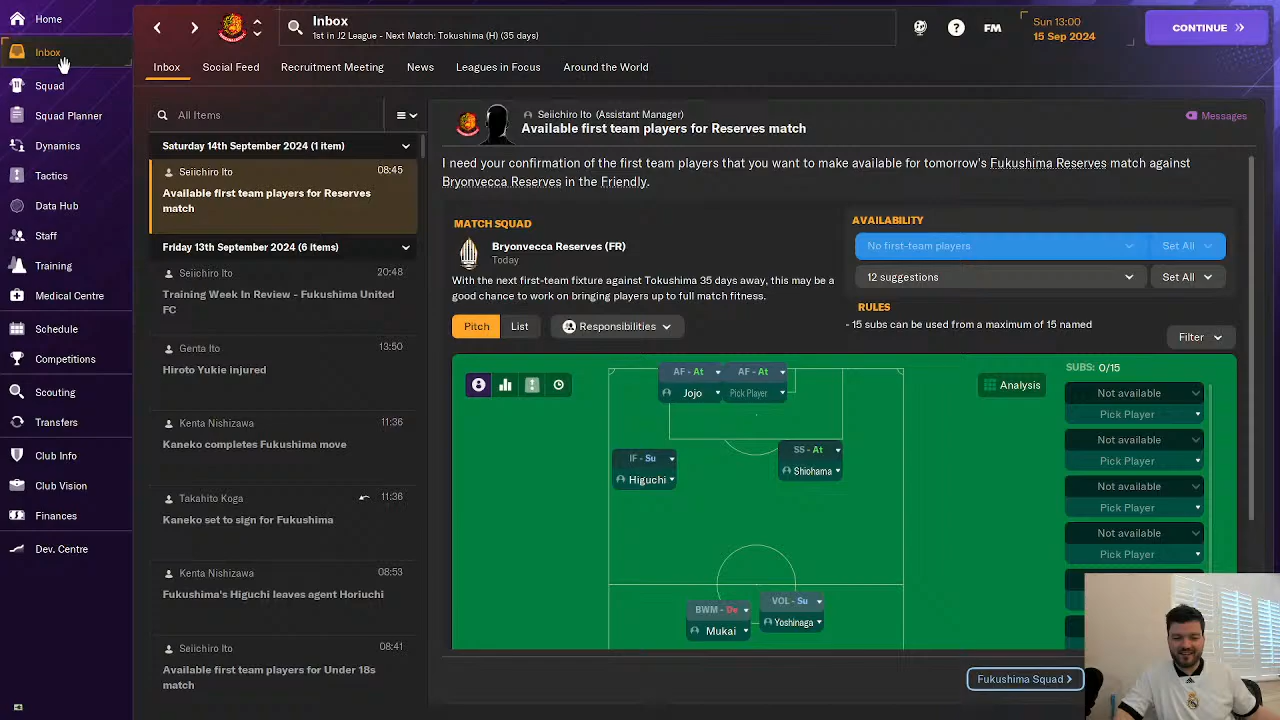 Home
Inbox
Squad
Squad Planner
Dynamics
Tactics
Data Hub
Staff
Training
Medical Centre
Schedule
Competitions
Scouting
Transfers
Club Info
Club Vision
Finances
Dev. Centre
Inbox
1st in J2 League - Next Match: Tokushima(H) (36 days)
FM
Sun 13:00
15 Sep 2024
CONTINUE
Inbox
Social Feed
Recruitment Meeting
News
Leagues in Focus
Around the World
All Items
Saturday 14th September 2024 (1 item)
Seiichiro Ito 08:45
Available first team players for Reserves
match
Friday 13th September 2024 (6 items)
Seiichiro Ito 20:48
Training Week In Review - Fukushima United
FC
Genta Ito 13:50
Hiroto Yukie injured
Kenta Nishizawa 11:36
Kaneko completes Fukushima move
Takahito Koga 11:36
Kaneko set to sign for Fukushima
Kenta Nishizawa 08:53
Fukushima's Higuchi leaves agent Horiuchi
Seiichiro Ito 08:41
Available first team players for Under 18s
match
Seiichiro Ito (Assistant Manager)
Available first team players for Reserves match
Messages
I need your confirmation of the first team players that you want to make available for tomorrow's Fukushima Reserves match against
Bryonvecca Reserves in the Friendly.
MATCH SQUAD
Bryonvecca Reserves (FR)
Today
With the next first-team fixture against Tokushima 35 days away, this may be a
good chance to work on bringing players up to full match fitness.
AVAILABILITY
No first-team players Set All
12 suggestions Set All
RULES
- 15 subs can be used from a maximum of 15 named
Pitch
List
Responsibilities
Filter
AF - At
Jojo
AF - At
Pick Player
IF - Su
Higuchi
SS - At
Shiohama
BWM - De
Mukai
VOL - Su
Yoshinaga
Analysis
SUBS: 0/15
Not available
Pick Player
Not available
Pick Player
Not available
Pick Player
Not available
Pick Player
Fukushima Squad